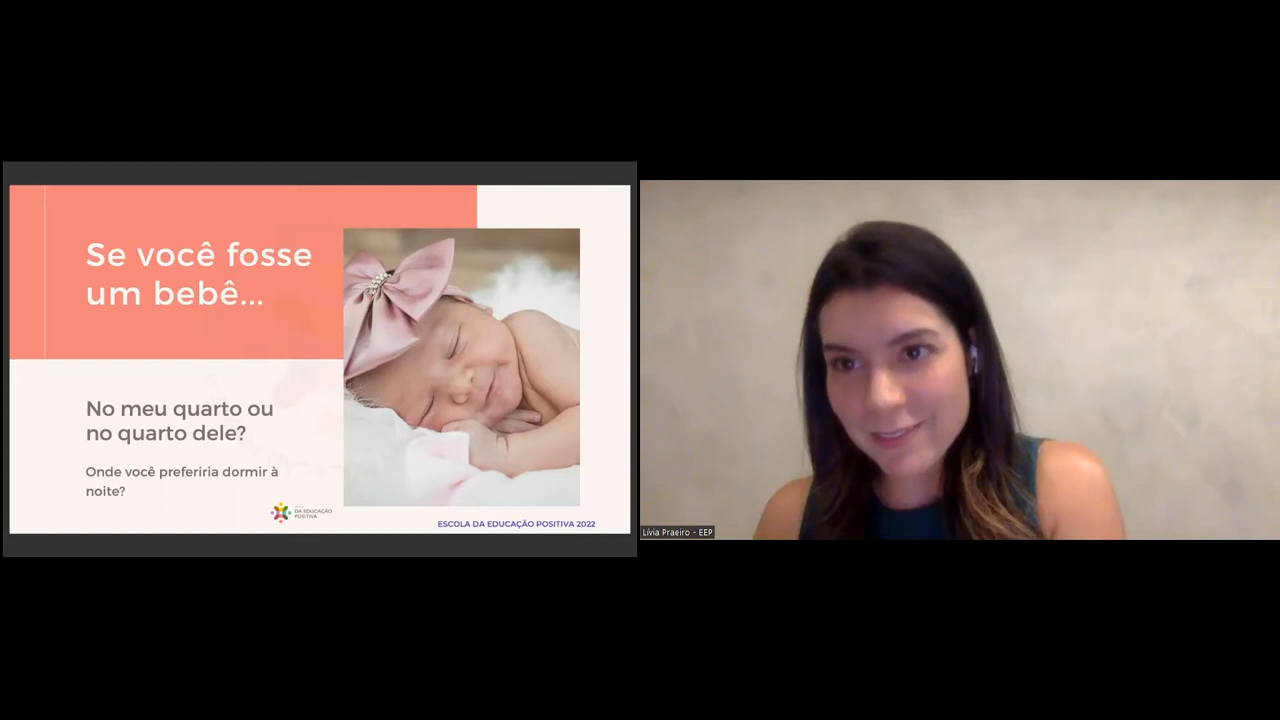 Se você fosse
um bebê...
No meu quarto ou
no quarto dele?
Onde você preferiria dormir à
noite?
DA EDUCAÇÃO
POSITIVA
ESCOLA DA EDUCAÇÃO POSITIVA 2022
Lívia Praeiro - EEP